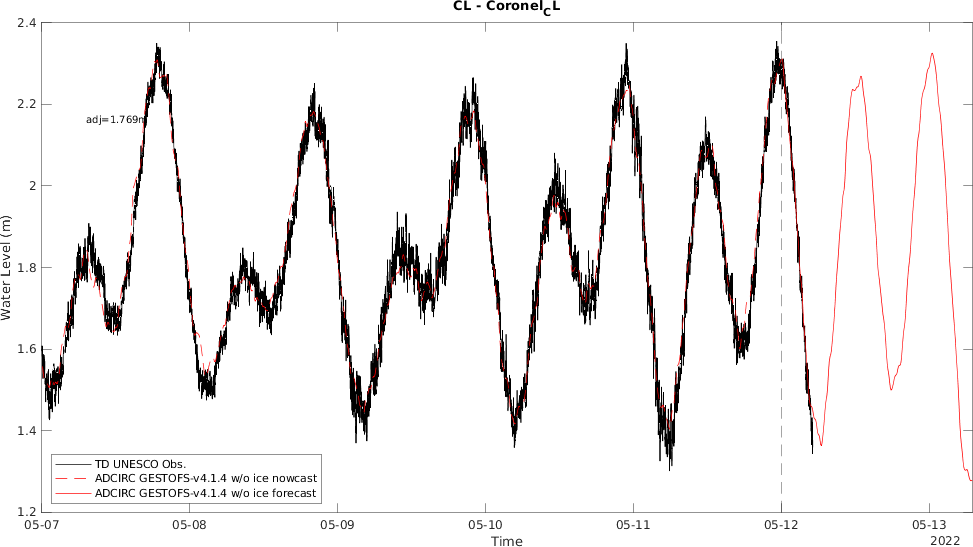 CL - Coronel_CL
2.4
2.2
2
1.8
1.6
1.4
1.2
Water Level (m)
adj=1.769m
TD UNESCO Obs.
ADCIRC GESTOFS-v4.1.4 w/o ice nowcast
ADCIRC GESTOFS-v4.1.4 w/o ice forecast
05-07
05-08
05-09
05-10
05-11
05-12
05-13
Time
2022